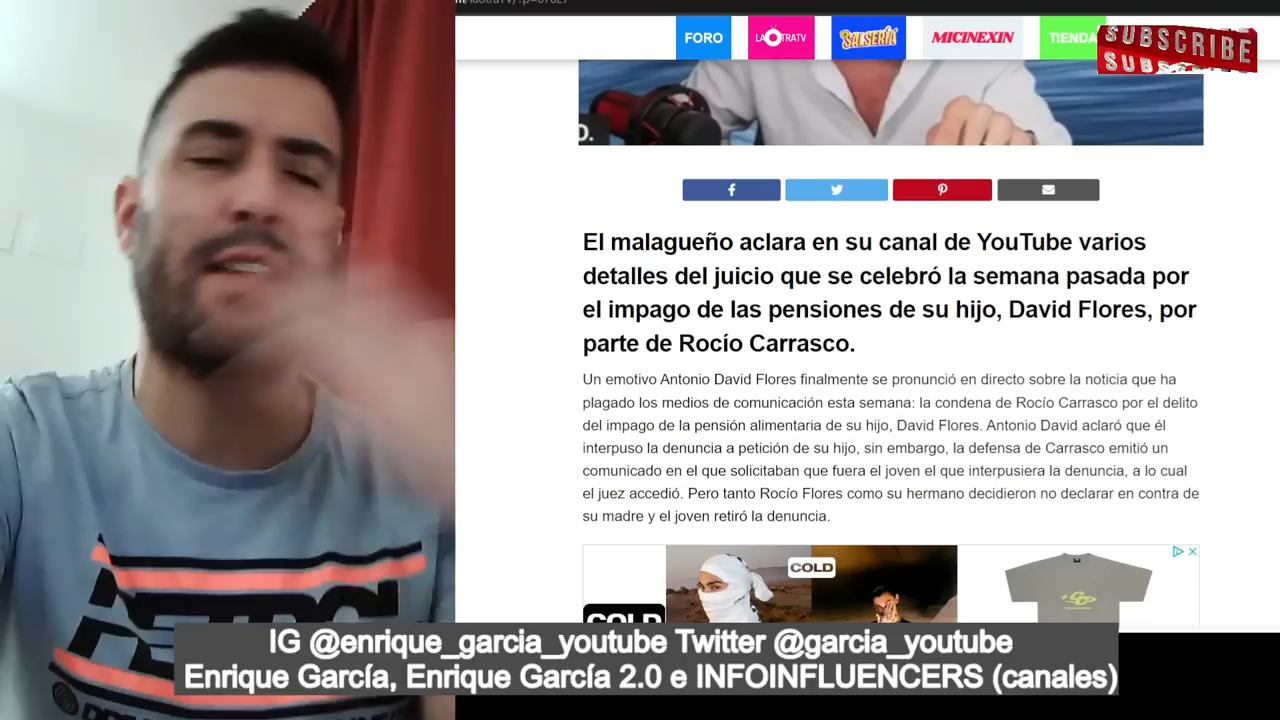 FORO
LA OTRATV
SALSERÍA
MICINEXIN
TIENDA
SUBSCRIBE
O.
El malagueño aclara en su canal de YouTube varios
detalles del juicio que se celebró la semana pasada por
el impago de las pensiones de su hijo, David Flores, por
parte de Rocío Carrasco.
Un emotivo Antonio David Flores finalmente se pronunció en directo sobre la noticia que ha
plagado los medios de comunicación esta semana: la condena de Rocío Carrasco por el delito
del impago de la pensión alimentaria de su hijo, David Flores. Antonio David aclaró que él
interpuso la denuncia a petición de su hijo, sin embargo, la defensa de Carrasco emitió un
comunicado en el que solicitaban que fuera el joven el que interpusiera la denuncia, a lo cual
el juez accedió. Pero tanto Rocío Flores como su hermano decidieron no declarar en contra de
su madre y el joven retiró la denuncia.
COLD
COLD
IG @enrique_garcia_youtube Twitter @garcia_youtube
Enrique García, Enrique García 2.0 e INFOINFLUENCERS (canales)